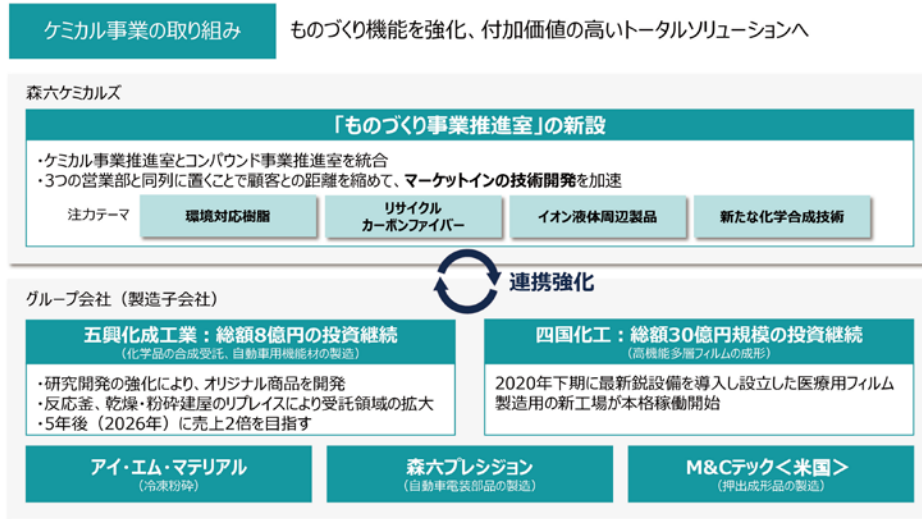 ケミカル事業の取り組み
ものづくり機能を強化、付加価値の高いトータルソリューションへ
森六ケミカルズ
「ものづくり事業推進室」の新設
・ケミカル事業推進室とコンパウンド事業推進室を統合
・3つの営業部と同列に置くことで顧客との距離を縮めて、マーケットインの技術開発を加速
注力テーマ
環境対応樹脂
リサイクル
カーボンファイバー
イオン液体周辺製品
新たな化学合成技術
連携強化
グループ会社（製造子会社）
五興化成工業：総額8億円の投資継続
（化学品の合成受託、自動車用機能材の製造）
・研究開発の強化により、オリジナル商品を開発
・反応釜、乾燥・粉砕建屋のリプレイスにより受託領域の拡大
・5年後（2026年）に売上2倍を目指す
四国化工：総額30億円規模の投資継続
（高機能多層フィルムの成形）
2020年下期に最新鋭設備を導入し設立した医療用フィルム
製造用の新工場が本格稼働開始
アイ・エム・マテリアル
（冷凍粉砕）
森六プレシジョン
（自動車電装部品の製造）
M&Cテック＜米国＞
（押出成形品の製造）